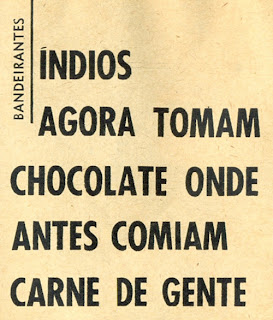 BANDEIRANTES
ÍNDIOS
AGORA TOMAM
CHOCOLATE ONDE
ANTES COMIAM
CARNE DE GENTE